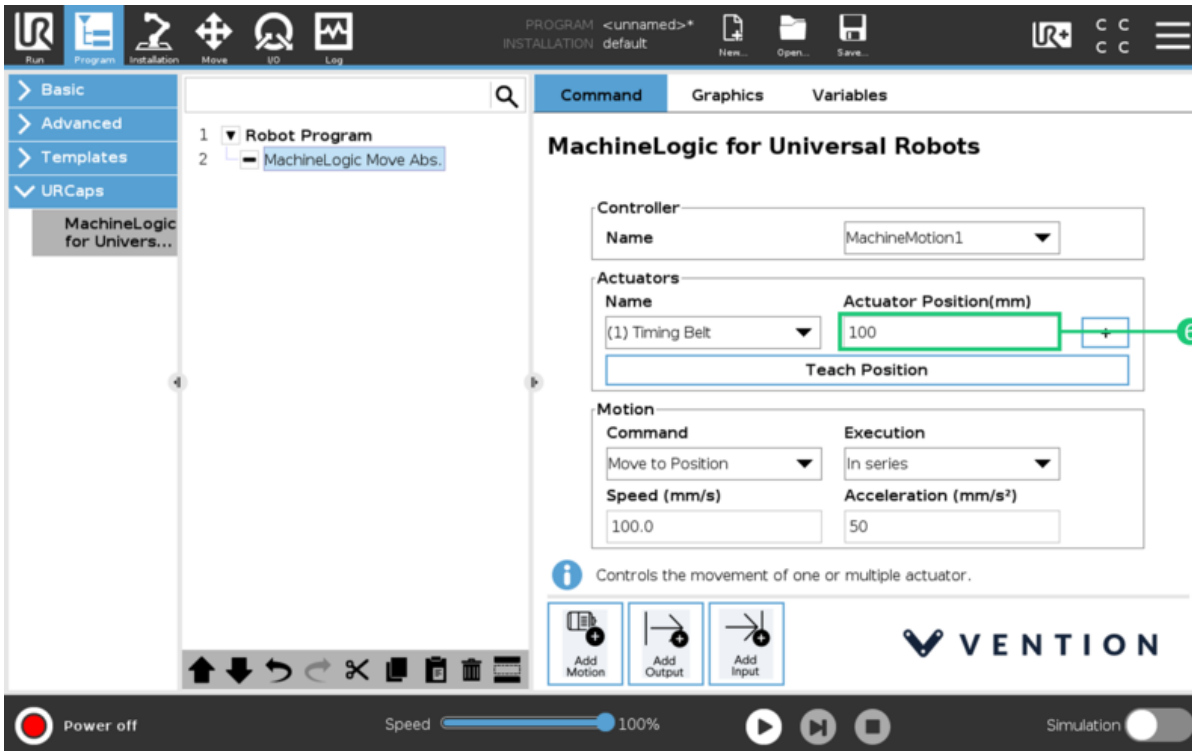 PROGRAM <unnamed>*
INSTALLATION default
New... Open... Save...
UR+
C C
C C
UR
Run Program Installation Move I/O Log
Basic
Advanced
Templates
URCaps
MachineLogic
for Univers...
1 Robot Program
2 MachineLogic Move Abs.
Command Graphics Variables
MachineLogic for Universal Robots
Controller
Name MachineMotion1
Actuators
Name Actuator Position(mm)
(1) Timing Belt 100 + 6
Teach Position
Motion
Command Execution
Move to Position In series
Speed (mm/s) Acceleration (mm/s²)
100.0 50
Controls the movement of one or multiple actuator.
Add Motion
Add Output
Add Input
VENTION
Power off
Speed 100%
Simulation